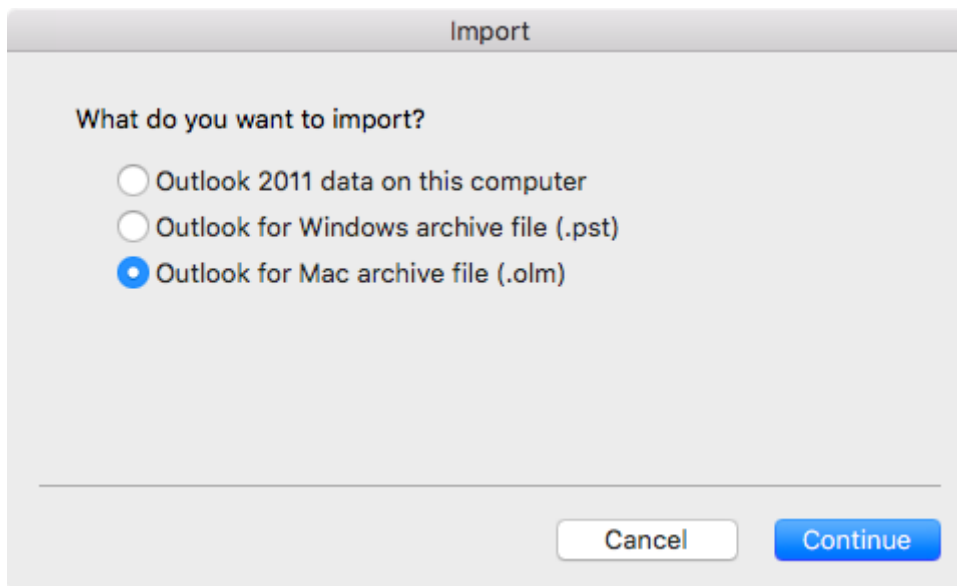 Import
What do you want to import?
Outlook 2011 data on this computer
Outlook for Windows archive file (.pst)
Outlook for Mac archive file (.olm)
Cancel
Continue